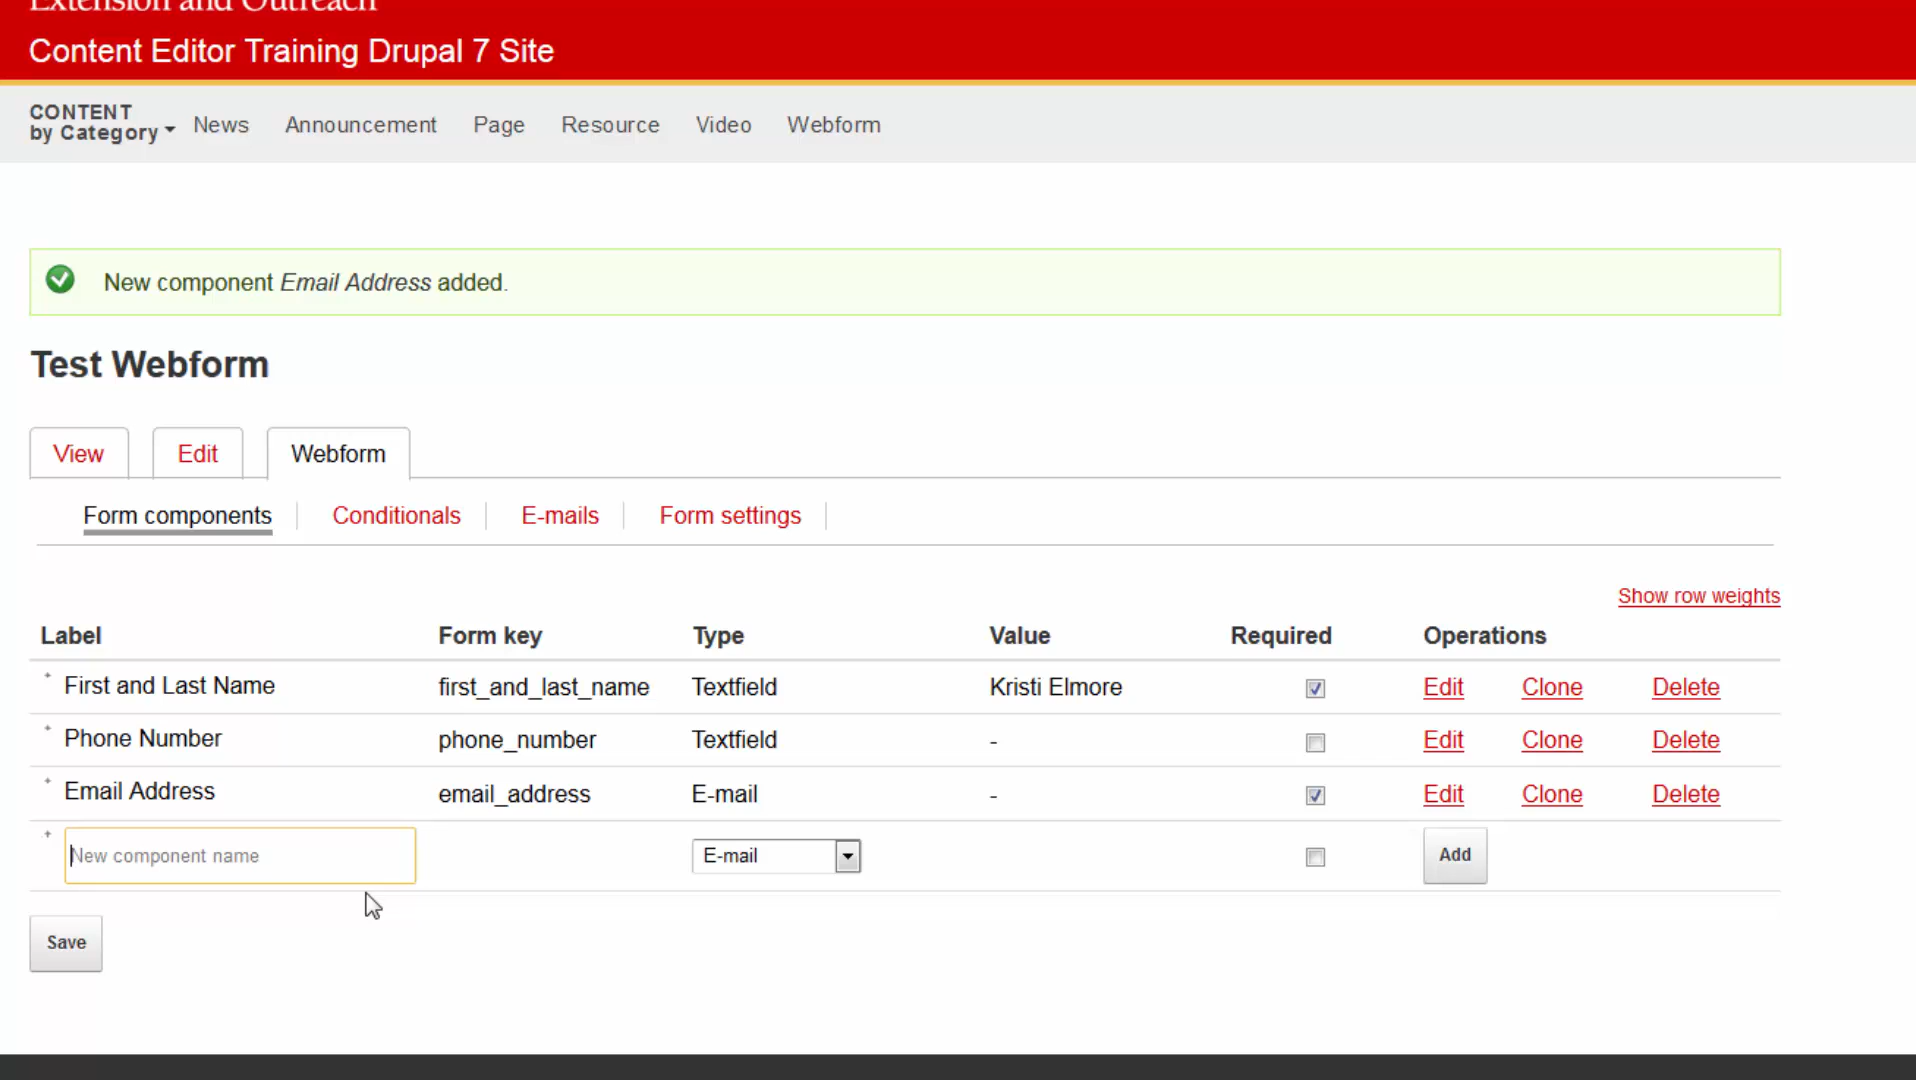 Extension and Outreach
Content Editor Training Drupal 7 Site
CONTENT
by Category News Announcement Page Resource Video Webform
New component Email Address added.
Test Webform
View Edit Webform
Form components Conditionals E-mails Form settings
Show row weights
Label Form key Type Value Required Operations
First and Last Name first_and_last_name Textfield Kristi Elmore Edit Clone Delete
Phone Number phone_number Textfield - Edit Clone Delete
Email Address email_address E-mail - Edit Clone Delete
New component name E-mail Add
Save